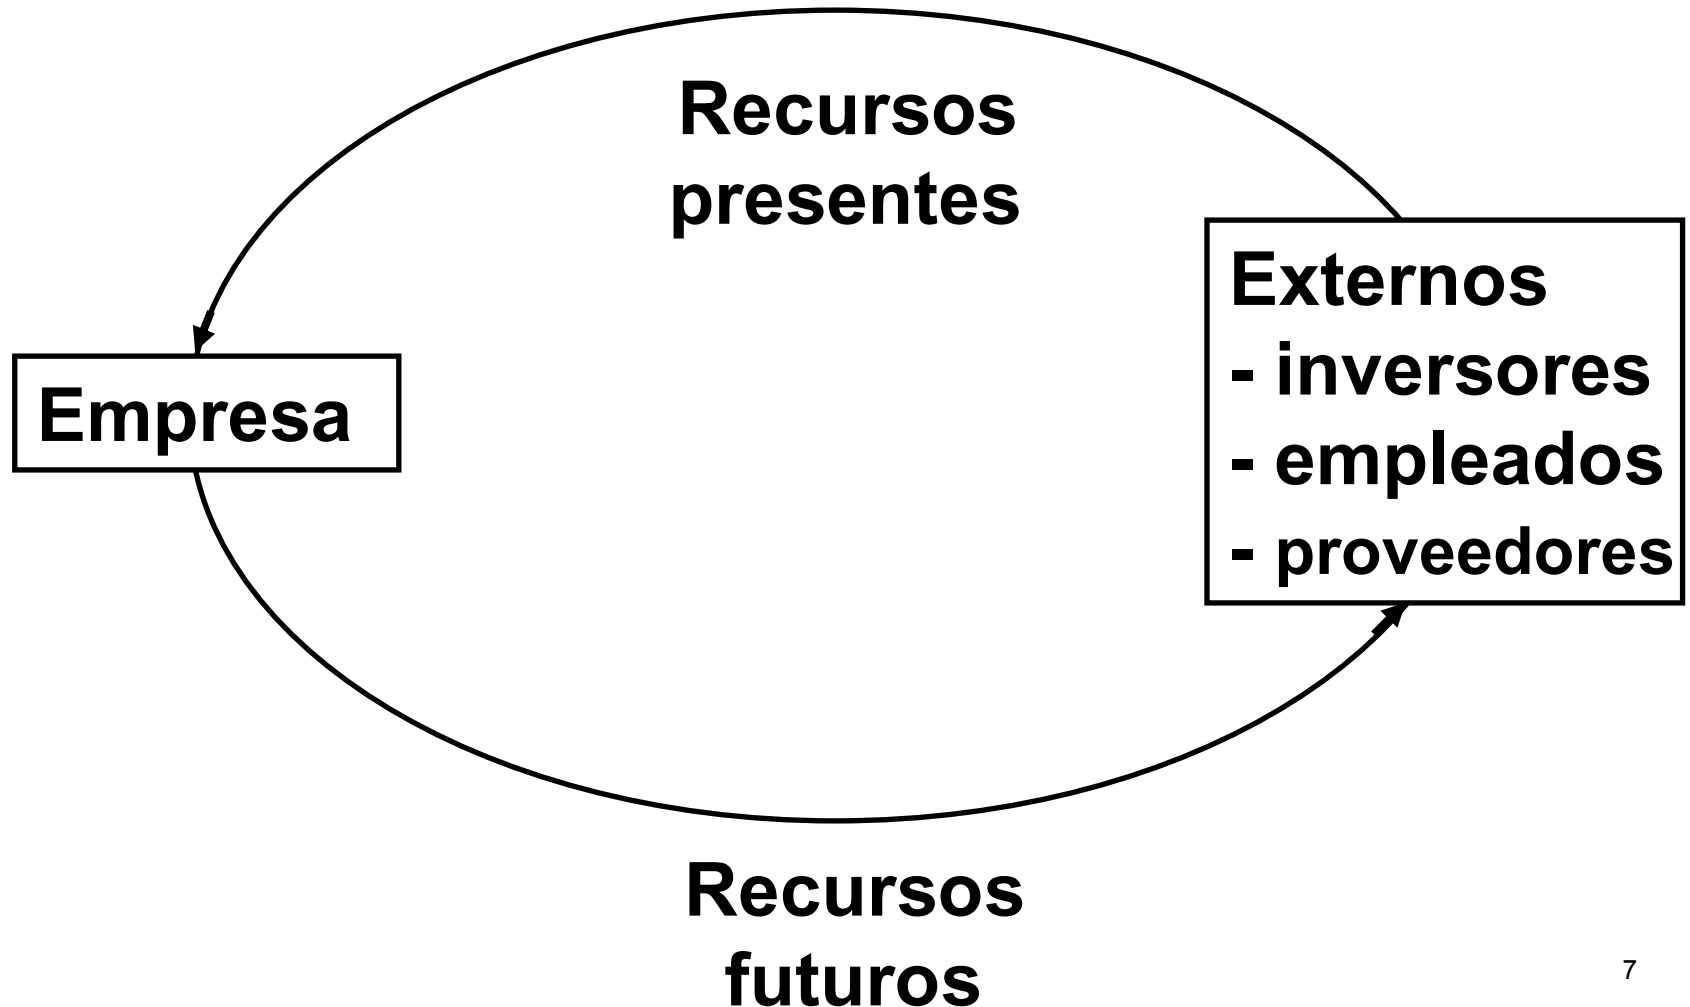 Recursos
presentes
Externos
- inversores
- empleados
- proveedores
Empresa
Recursos
futuros
7